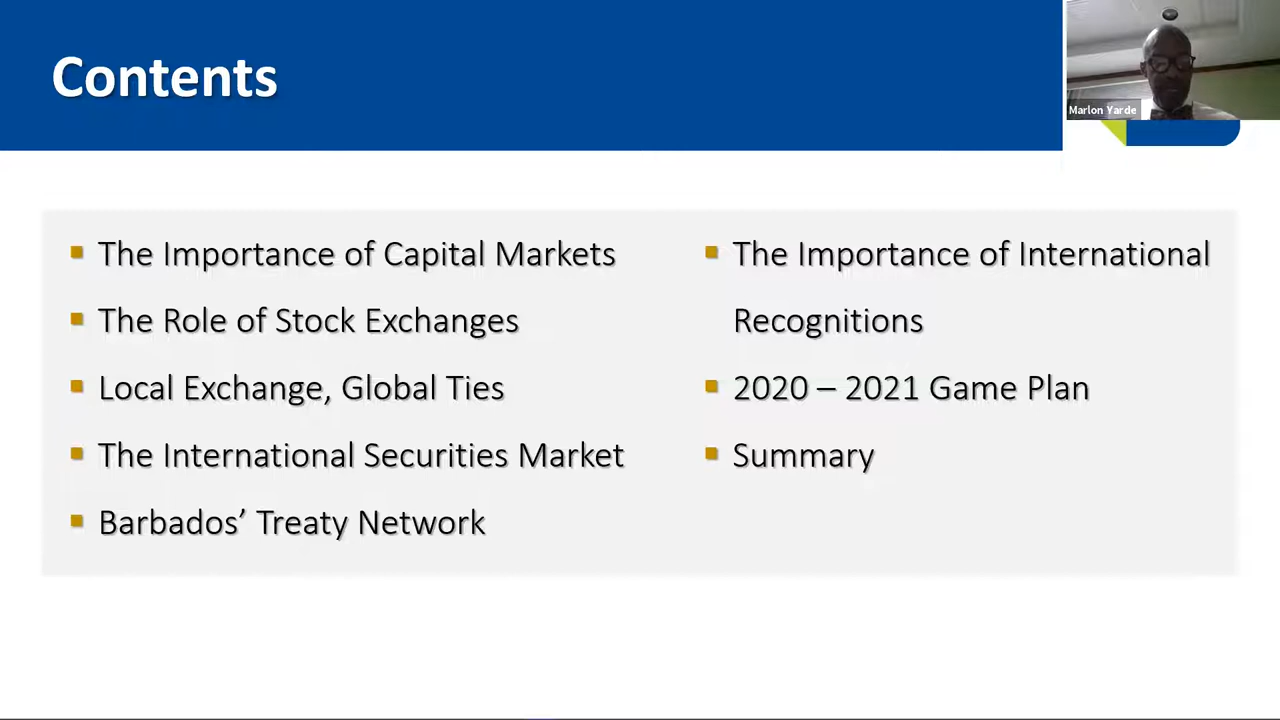 Contents
Marlon Yarde
The Importance of Capital Markets
The Role of Stock Exchanges
Local Exchange, Global Ties
The International Securities Market
Barbados’ Treaty Network
The Importance of International
Recognitions
2020 – 2021 Game Plan
Summary